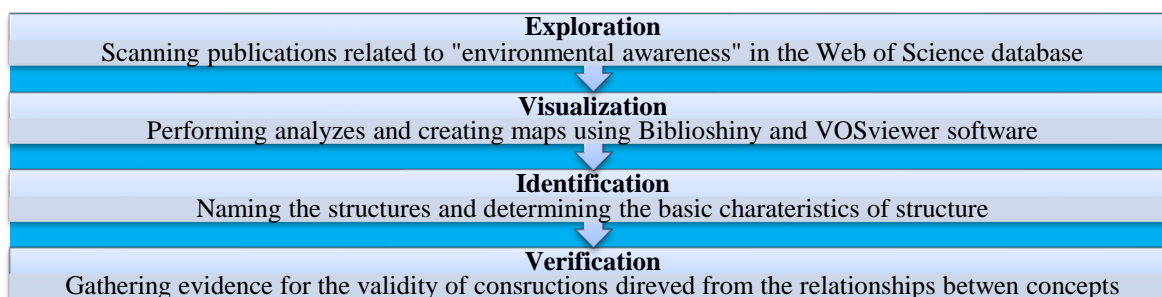 Exploration
Scanning publications related to "environmental awareness" in the Web of Science database
Visualization
Performing analyzes and creating maps using Biblioshiny and VOSviewer software
Identification
Naming the structures and determining the basic charateristics of structure
Verification
Gathering evidence for the validity of consructions direved from the relationships betwen concepts